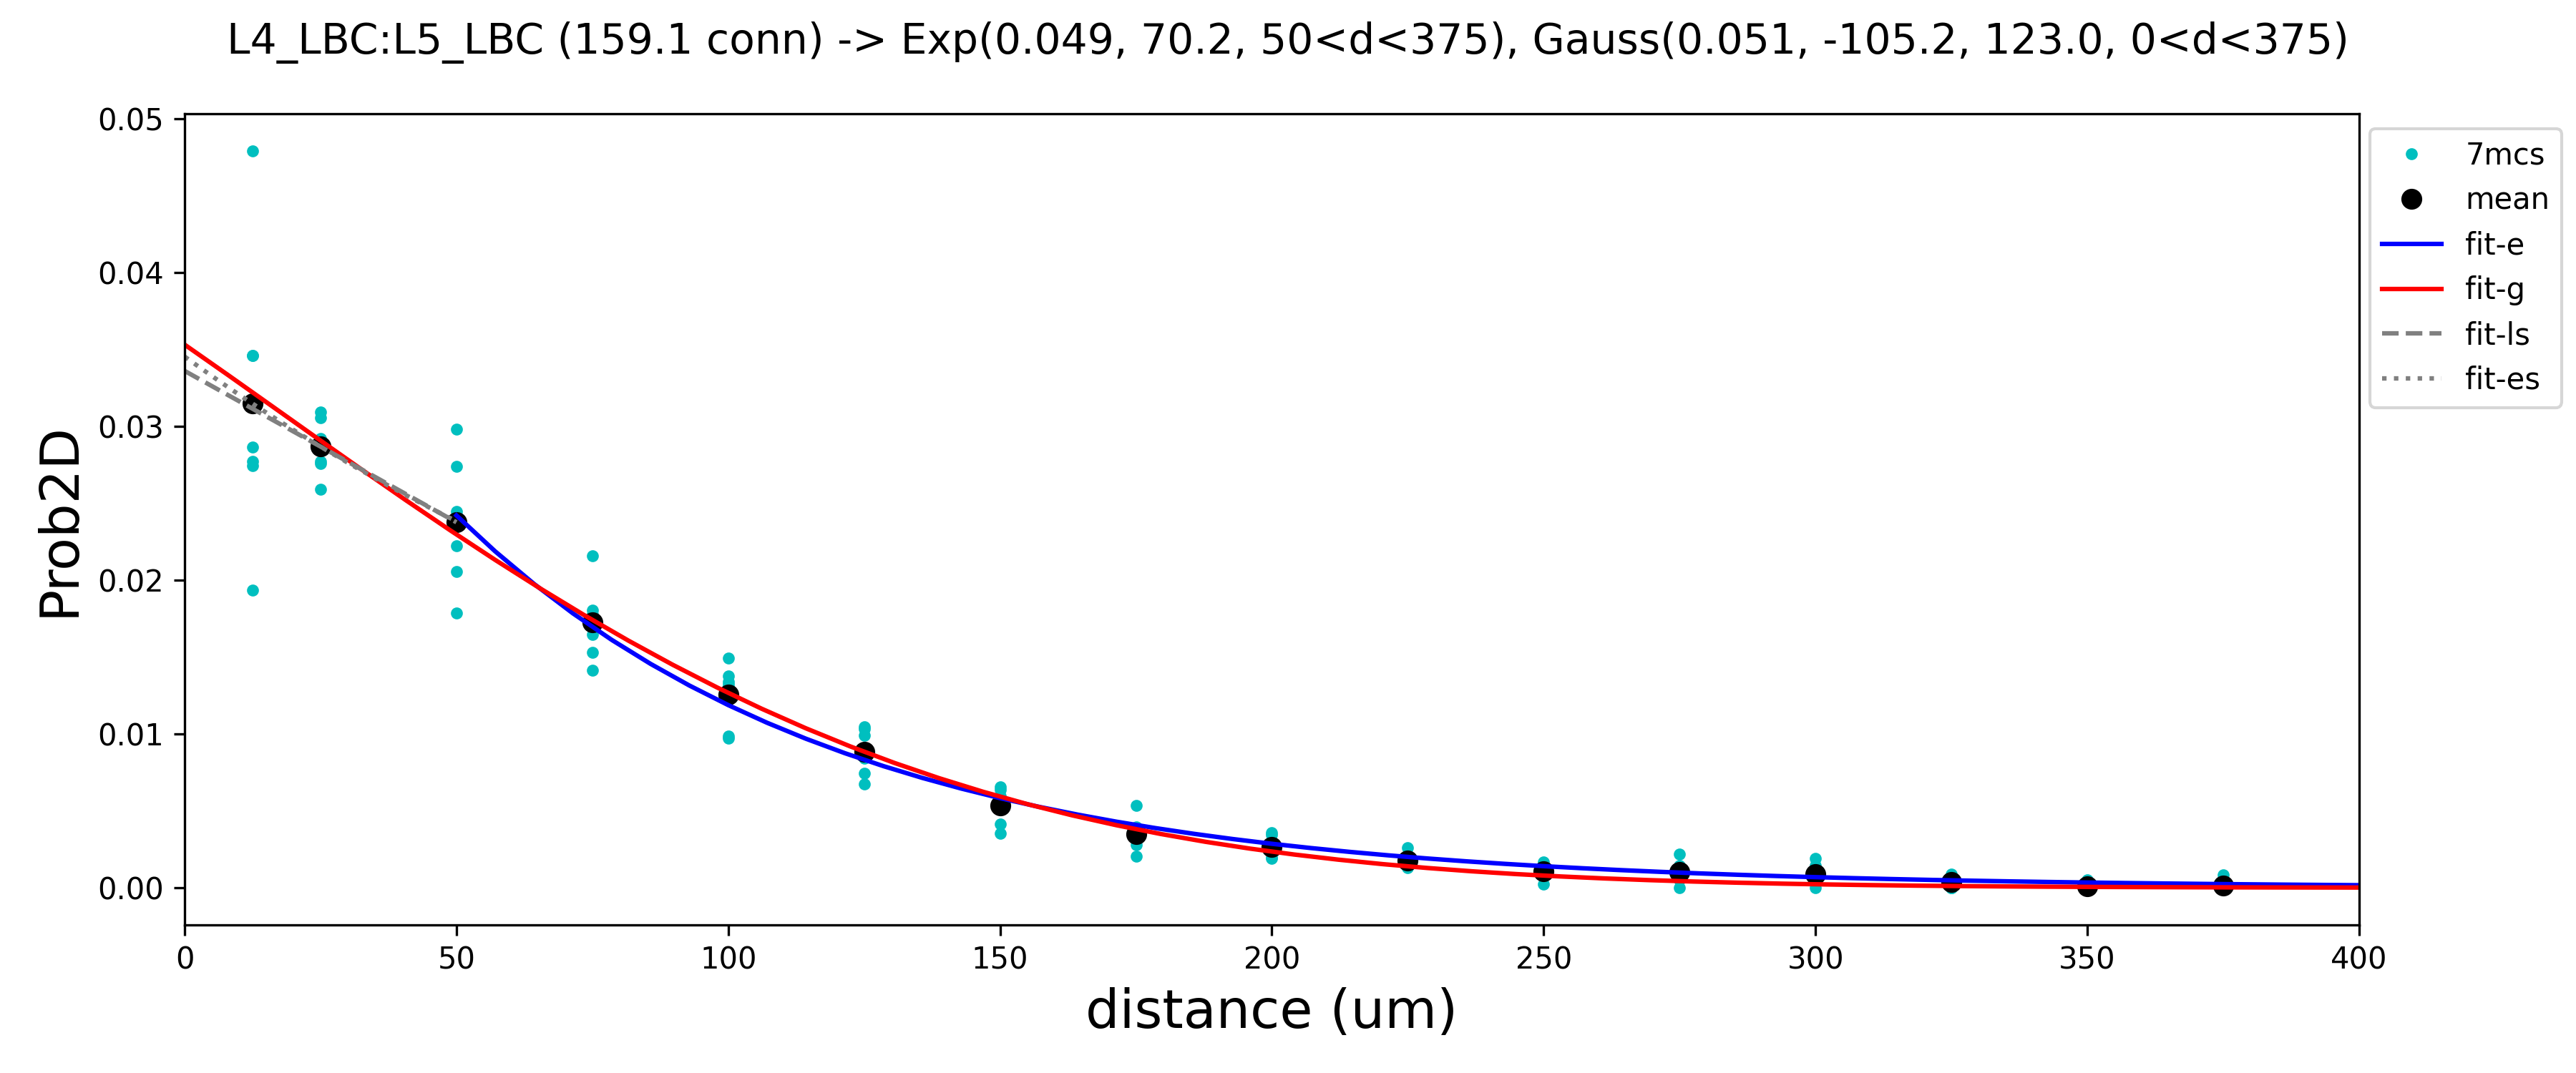 L4_LBC:L5_LBC (159.1 conn) -> Exp(0.049, 70.2, 50<d<375), Gauss(0.051, -105.2, 123.0, 0<d<375)
0.05
0.04
0.03
0.02
0.01
0.00
Prob2D
0 50 100 150 200 250 300 350 400
distance (um)
7mcs
mean
fit-e
fit-g
fit-ls
fit-es